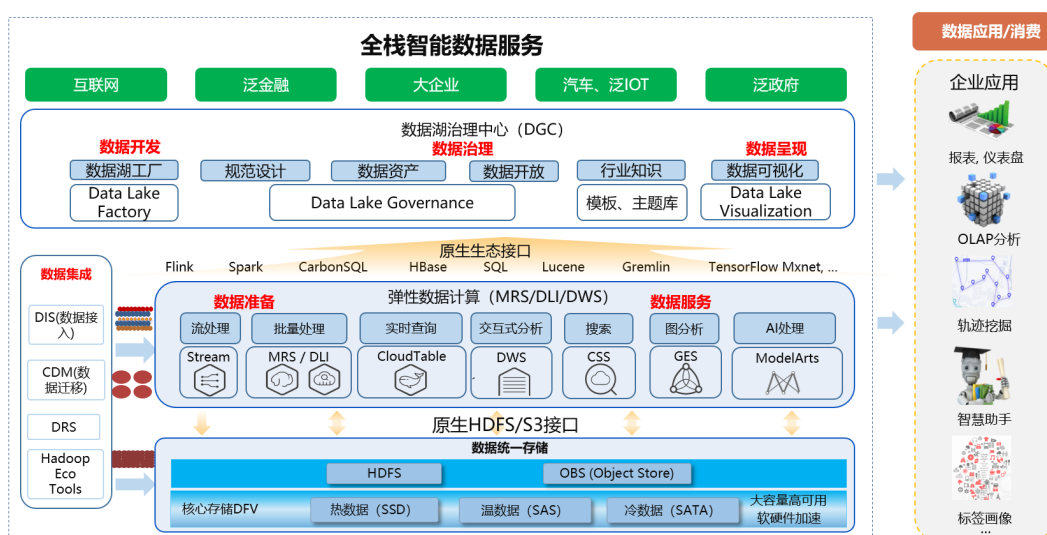 全栈智能数据服务
互联网
泛金融
大企业
汽车、泛IOT
泛政府
数据湖治理中心（DGC）
数据开发
数据治理
数据呈现
数据湖工厂
规范设计
数据资产
数据开放
行业知识
数据可视化
Data Lake
Factory
Data Lake Governance
模板、主题库
Data Lake
Visualization
原生生态接口
Flink
Spark
CarbonSQL
HBase
SQL
Lucene
Gremlin
TensorFlow Mxnet, ...
数据集成
DIS(数据接
入)
CDM(数
据迁移)
DRS
Hadoop
Eco
Tools
数据准备
弹性数据计算（MRS/DLI/DWS）
数据服务
流处理
批量处理
实时查询
交互式分析
搜索
图分析
AI处理
Stream
MRS / DLI
CloudTable
DWS
CSS
GES
ModelArts
原生HDFS/S3接口
数据统一存储
HDFS
OBS (Object Store)
核心存储DFV
热数据（SSD）
温数据（SAS）
冷数据（SATA）
大容量高可用
软硬件加速
数据应用/消费
企业应用
报表, 仪表盘
OLAP分析
轨迹挖掘
智慧助手
标签画像
...